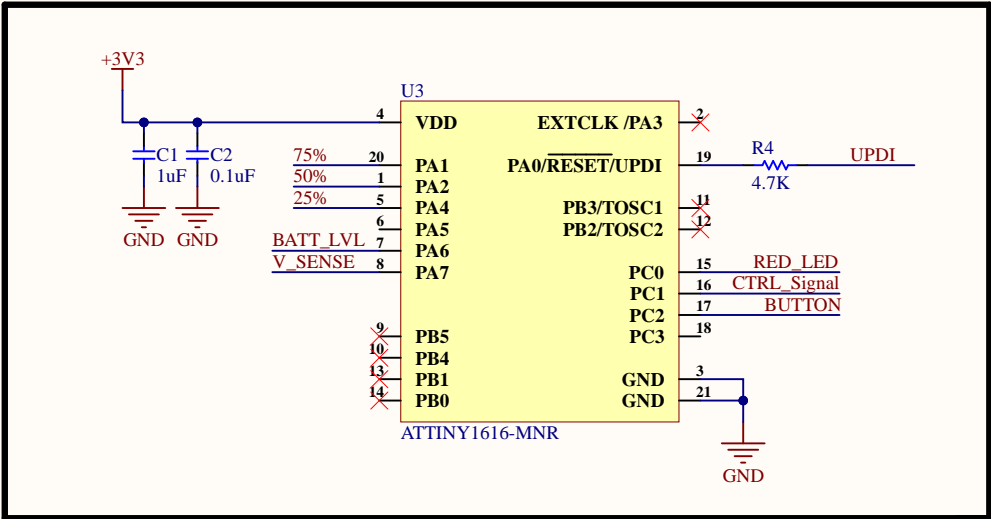 +3V3
U3
4 VDD
EXTCLK /PA3 2
C1
1uF
C2
0.1uF
GND
GND
75% 20 PA1
50% 1 PA2
25% 5 PA4
6 PA5
BATT_LVL 7 PA6
V_SENSE 8 PA7
9 PB5
10 PB4
13 PB1
14 PB0
PA0/RESET/UPDI 19
R4
4.7K
UPDI
PB3/TOSC1 11
PB2/TOSC2 12
PC0 15 RED_LED
PC1 16 CTRL_Signal
PC2 17 BUTTON
PC3 18
GND 3
GND 21
GND
ATTINY1616-MNR